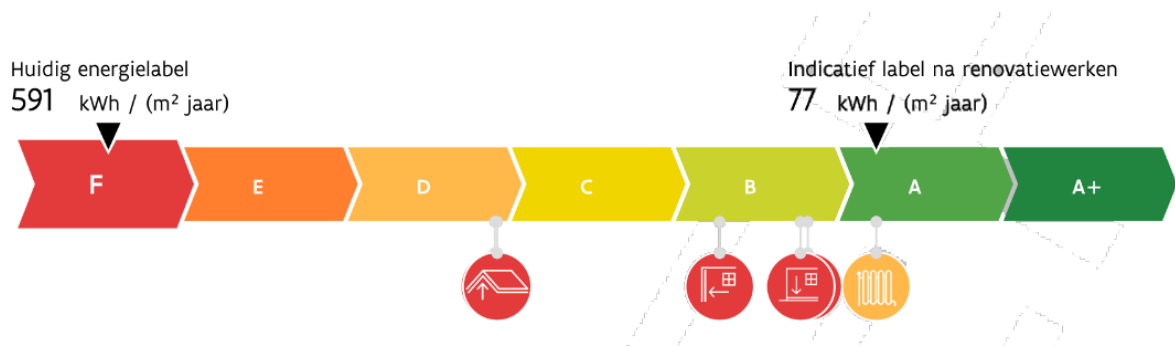 Huidig energielabel
591 kWh / (m² jaar)
Indicatief label na renovatiewerken
77 kWh / (m² jaar)
F E D C B A A+